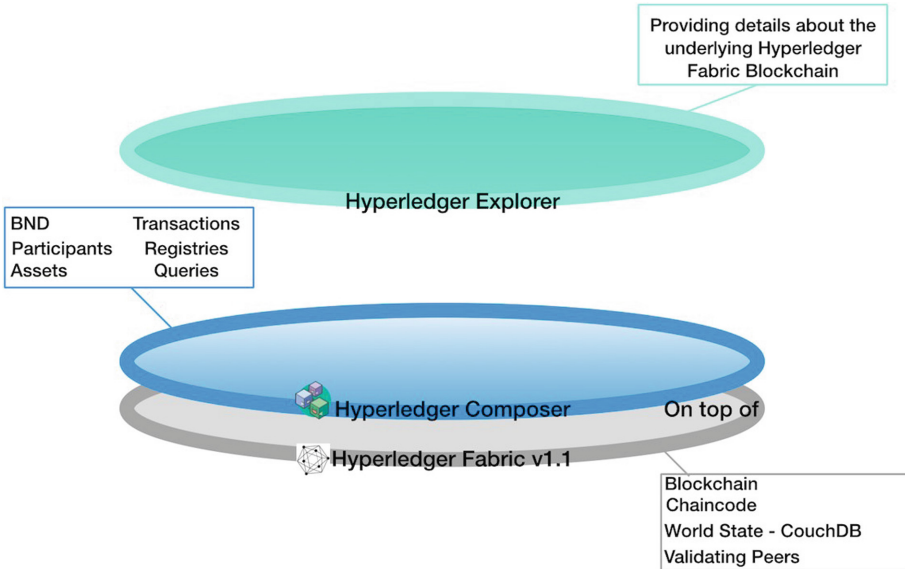 Providing details about the
underlying Hyperledger
Fabric Blockchain
Hyperledger Explorer
BND Transactions
Participants Registries
Assets Queries
Hyperledger Composer On top of
Hyperledger Fabric v1.1
Blockchain
Chaincode
World State - CouchDB
Validating Peers